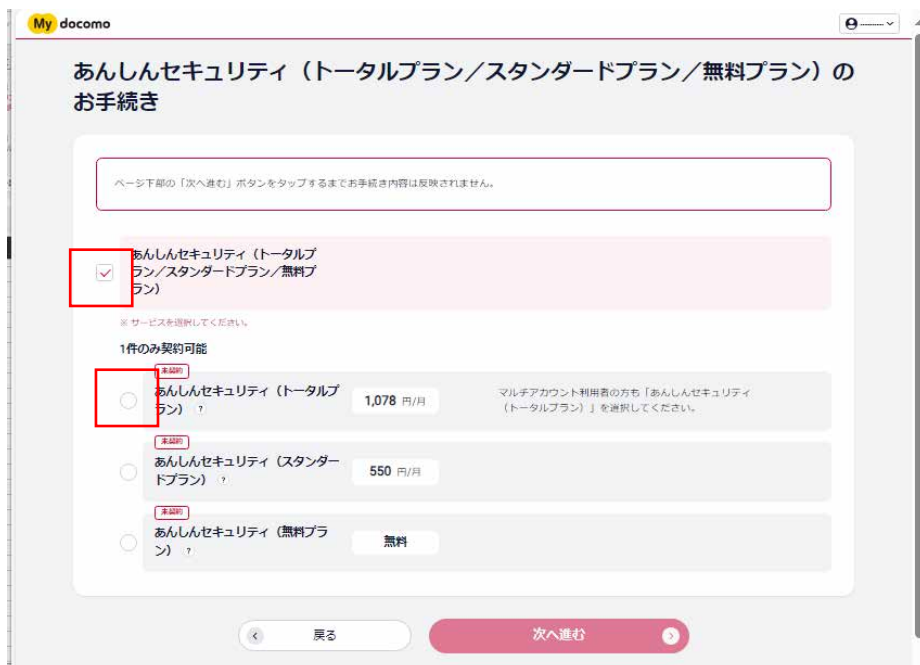 My docomo
あんしんセキュリティ（トータルプラン／スタンダードプラン／無料プラン）の
お手続き
ページ下部の「次へ進む」ボタンをタップするまでお手続き内容は反映されません。
あんしんセキュリティ（トータルプ
ラン／スタンダードプラン／無料プ
ラン）
※ サービスを選択してください。
1件のみ契約可能
未契約
あんしんセキュリティ（トータルプ
ラン） ?
1,078 円/月
マルチアカウント利用者の方も「あんしんセキュリティ
（トータルプラン）」を選択してください。
未契約
あんしんセキュリティ（スタンダー
ドプラン） ?
550 円/月
未契約
あんしんセキュリティ（無料プラ
ン） ?
無料
戻る
次へ進む